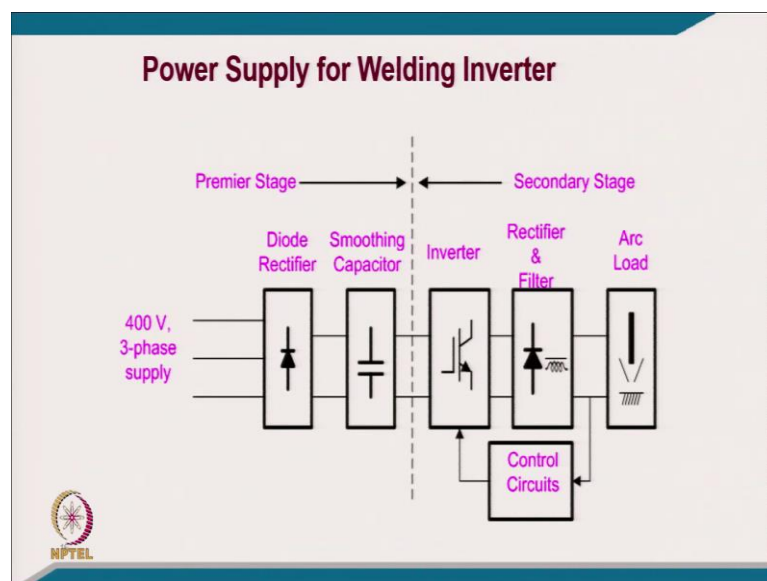 Power Supply for Welding Inverter
Premier Stage
Secondary Stage
Diode
Rectifier
Smoothing
Capacitor
Inverter
Rectifier
&
Filter
Arc
Load
400 V,
3-phase
supply
Control
Circuits
NPTEL